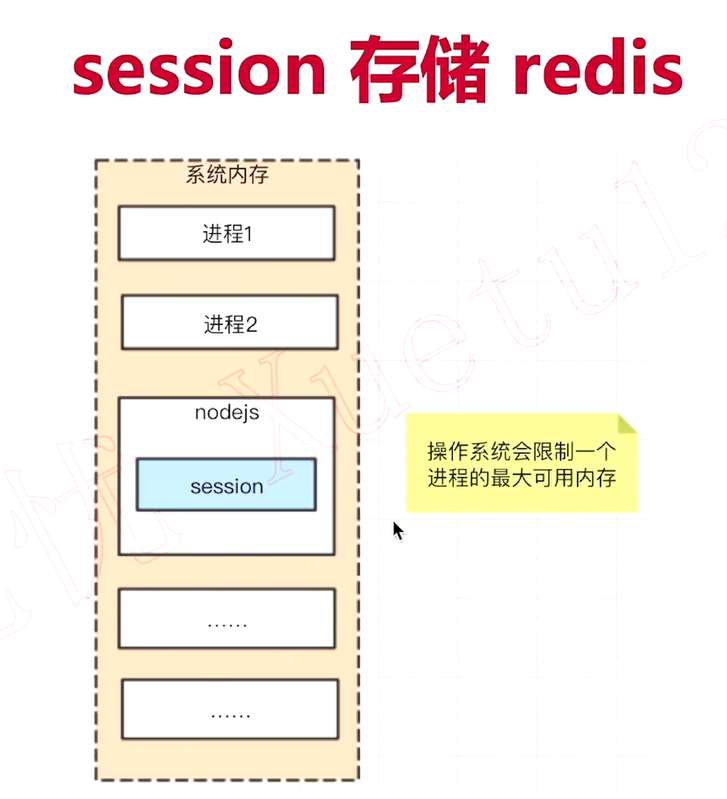 session 存储 redis
系统内存
进程1
进程2
nodejs
session
操作系统会限制一个
进程的最大可用内存
……
……